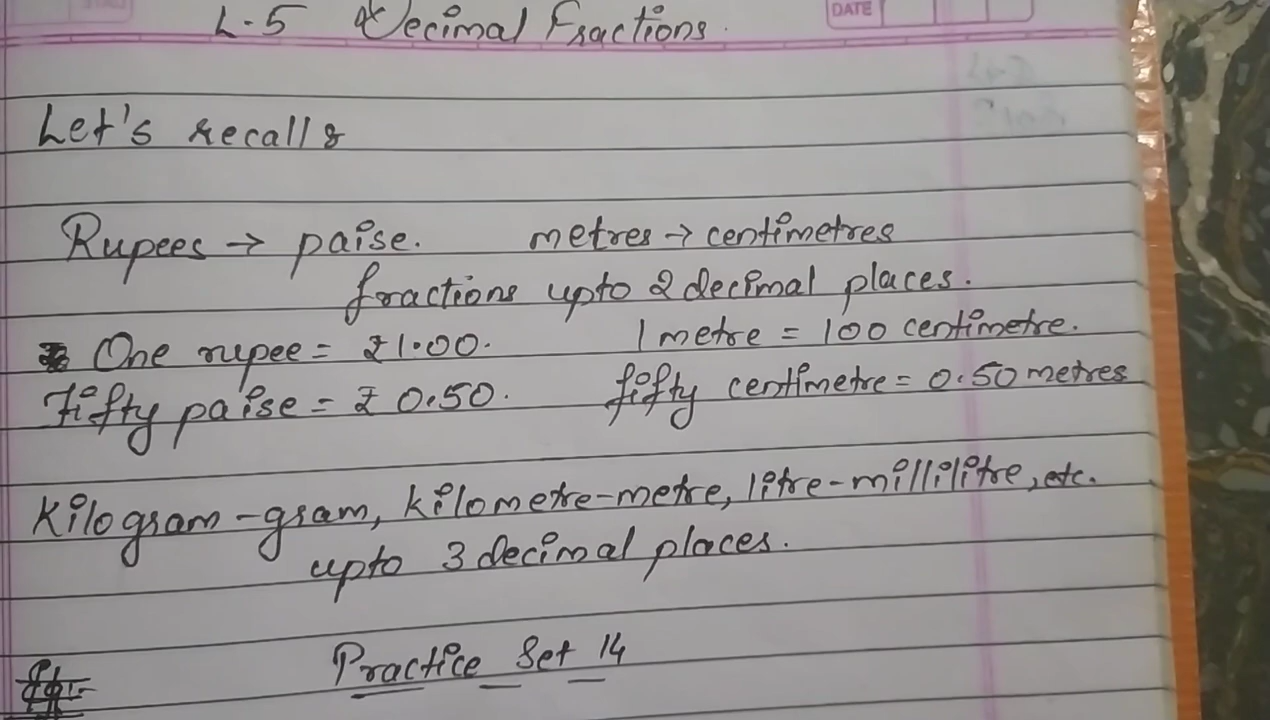 L-5 Decimal Fractions.
DATE
Let's recall :
Rupees → paise. metres → centimetres
fractions upto 2 decimal places.
One rupee = ₹1.00. 1 metre = 100 centimetre.
Fifty paise = ₹ 0.50. fifty centimetre = 0.50 metres
Kilogram-gram, kilometre-metre, litre-millilitre, etc.
upto 3 decimal places.
Practice Set 14